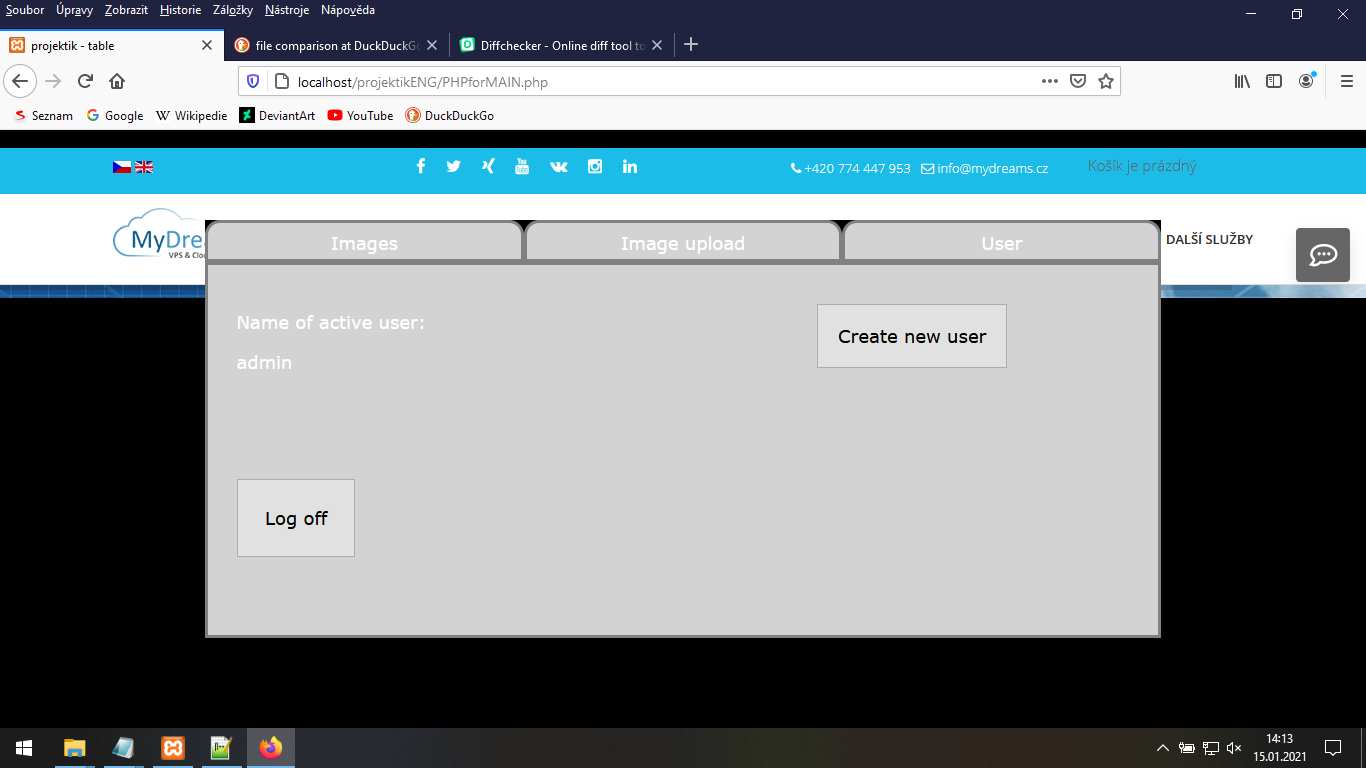 Soubor Úpravy Zobrazit Historie Záložky Nástroje Nápověda
projektik - table
file comparison at DuckDuckGo
Diffchecker - Online diff tool to
localhost/projektikENG/PHPforMAIN.php
Seznam Google Wikipedie DeviantArt YouTube DuckDuckGo
+420 774 447 953 info@mydreams.cz Košík je prázdný
MyDre
VPS & Clou
DALŠÍ SLUŽBY
Images Image upload User
Name of active user:
admin
Create new user
Log off
14:13
15.01.2021